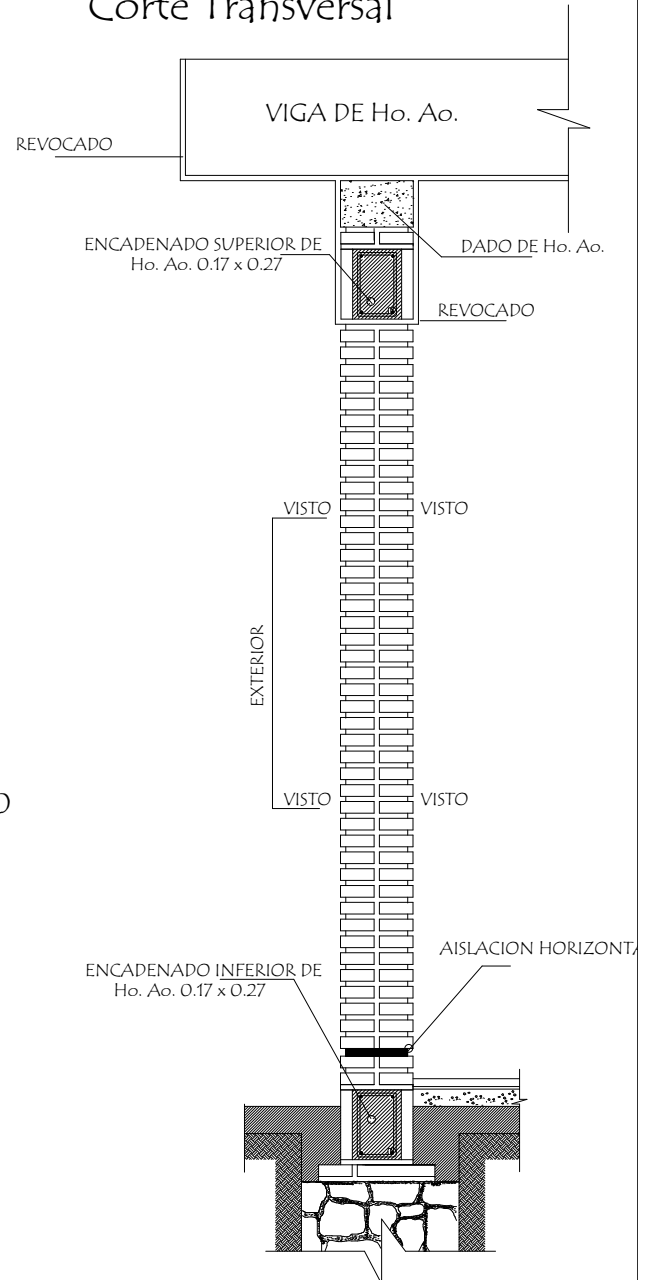 Corte Transversal
VIGA DE Ho. Ao.
REVOCADO
ENCADENADO SUPERIOR DE
Ho. Ao. 0.17 x 0.27
DADO DE Ho. Ao.
REVOCADO
VISTO
VISTO
EXTERIOR
VISTO
VISTO
AISLACION HORIZONTA
ENCADENADO INFERIOR DE
Ho. Ao. 0.17 x 0.27